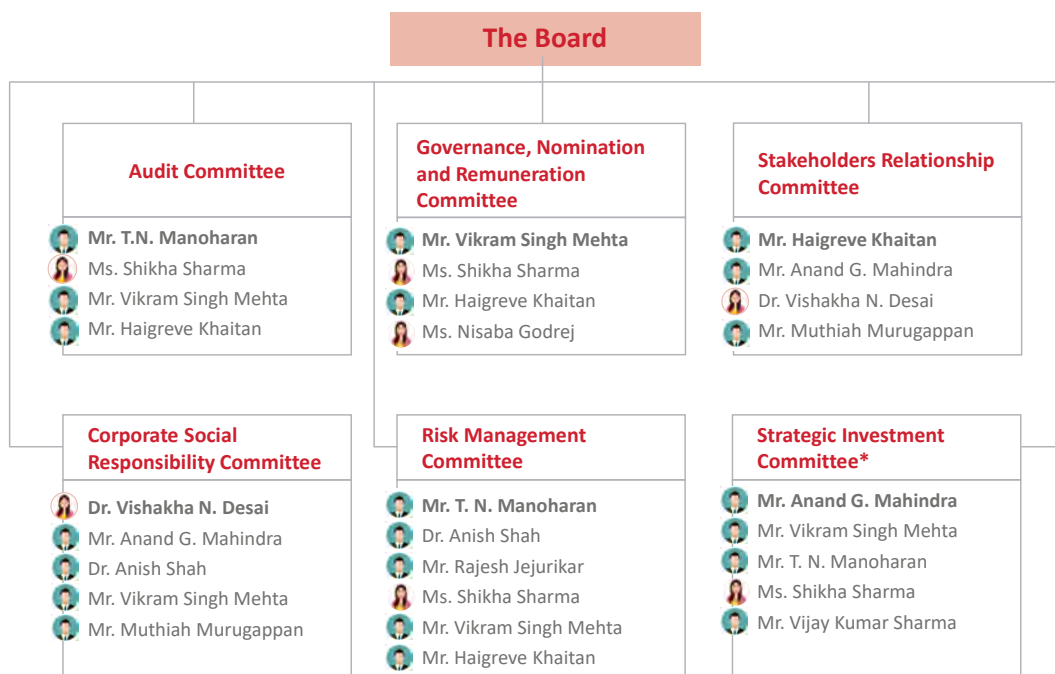 The Board
Audit Committee
Mr. T.N. Manoharan
Ms. Shikha Sharma
Mr. Vikram Singh Mehta
Mr. Haigreve Khaitan
Governance, Nomination
and Remuneration
Committee
Mr. Vikram Singh Mehta
Ms. Shikha Sharma
Mr. Haigreve Khaitan
Ms. Nisaba Godrej
Stakeholders Relationship
Committee
Mr. Haigreve Khaitan
Mr. Anand G. Mahindra
Dr. Vishakha N. Desai
Mr. Muthiah Murugappan
Corporate Social
Responsibility Committee
Dr. Vishakha N. Desai
Mr. Anand G. Mahindra
Dr. Anish Shah
Mr. Vikram Singh Mehta
Mr. Muthiah Murugappan
Risk Management
Committee
Mr. T. N. Manoharan
Dr. Anish Shah
Mr. Rajesh Jejurikar
Ms. Shikha Sharma
Mr. Vikram Singh Mehta
Mr. Haigreve Khaitan
Strategic Investment
Committee*
Mr. Anand G. Mahindra
Mr. Vikram Singh Mehta
Mr. T. N. Manoharan
Ms. Shikha Sharma
Mr. Vijay Kumar Sharma